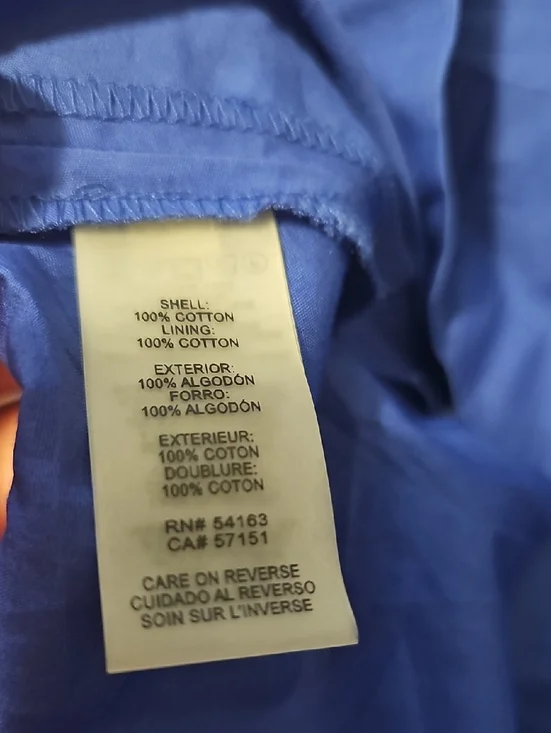 SHELL:
100% COTTON
LINING:
100% COTTON
EXTERIOR:
100% ALGODÓN
FORRO:
100% ALGODÓN
EXTERIEUR:
100% COTON
DOUBLURE:
100% COTON
RN# 54163
CA# 57151
CARE ON REVERSE
CUIDADO AL REVERSO
SOIN SUR L'INVERSE